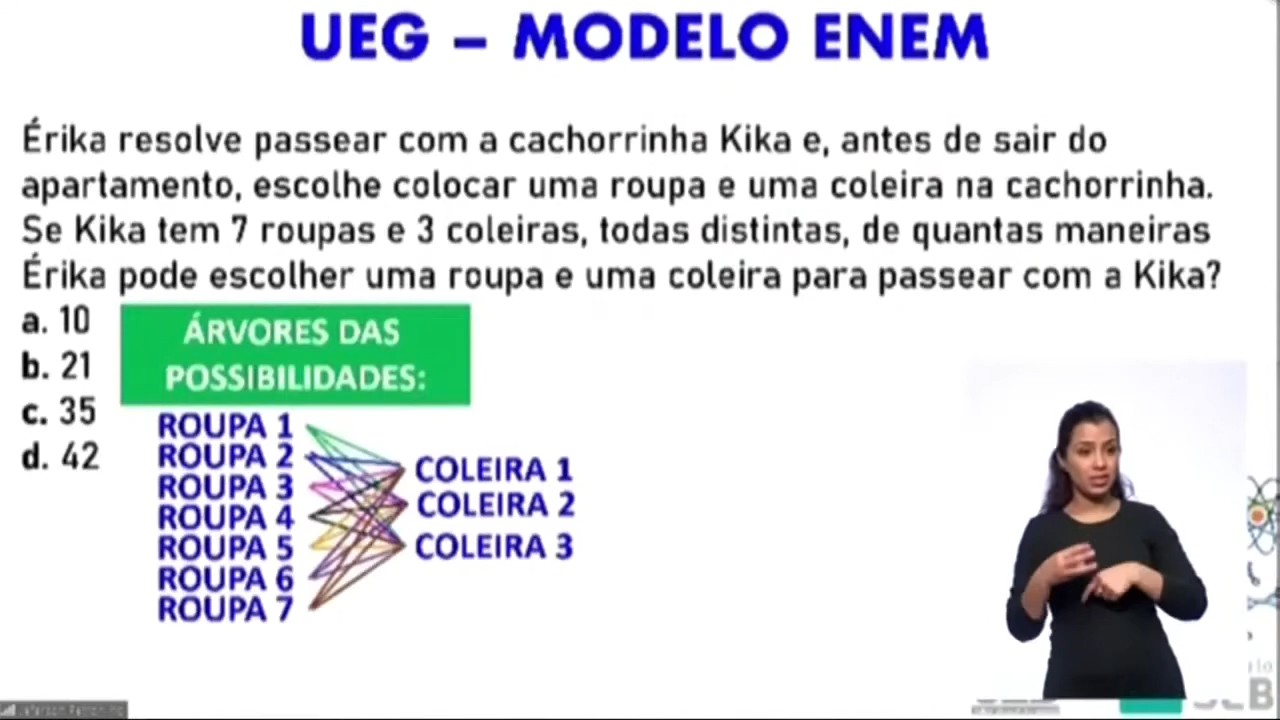 UEG – MODELO ENEM
Érika resolve passear com a cachorrinha Kika e, antes de sair do
apartamento, escolhe colocar uma roupa e uma coleira na cachorrinha.
Se Kika tem 7 roupas e 3 coleiras, todas distintas, de quantas maneiras
Érika pode escolher uma roupa e uma coleira para passear com a Kika?
a. 10
b. 21
c. 35
d. 42
ÁRVORES DAS
POSSIBILIDADES:
ROUPA 1
ROUPA 2
ROUPA 3
ROUPA 4
ROUPA 5
ROUPA 6
ROUPA 7
COLEIRA 1
COLEIRA 2
COLEIRA 3